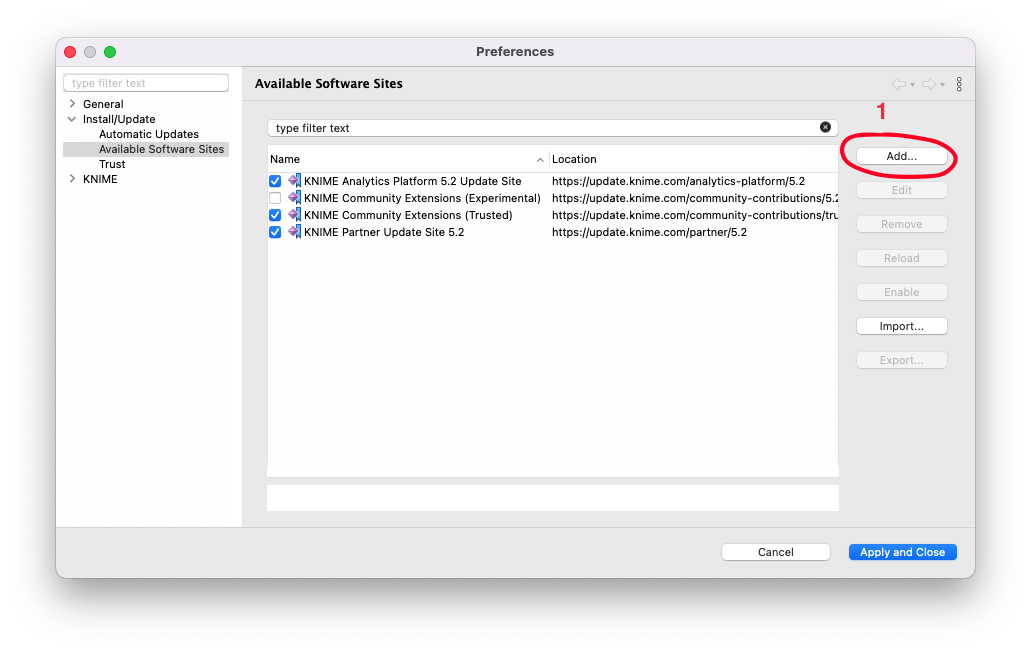 Preferences
type filter text
General
Install/Update
Automatic Updates
Available Software Sites
Trust
KNIME
Available Software Sites
1
type filter text
Name Location
KNIME Analytics Platform 5.2 Update Site https://update.knime.com/analytics-platform/5.2
KNIME Community Extensions (Experimental) https://update.knime.com/community-contributions/5.2
KNIME Community Extensions (Trusted) https://update.knime.com/community-contributions/tru
KNIME Partner Update Site 5.2 https://update.knime.com/partner/5.2
Add...
Edit
Remove
Reload
Enable
Import...
Export...
Cancel Apply and Close